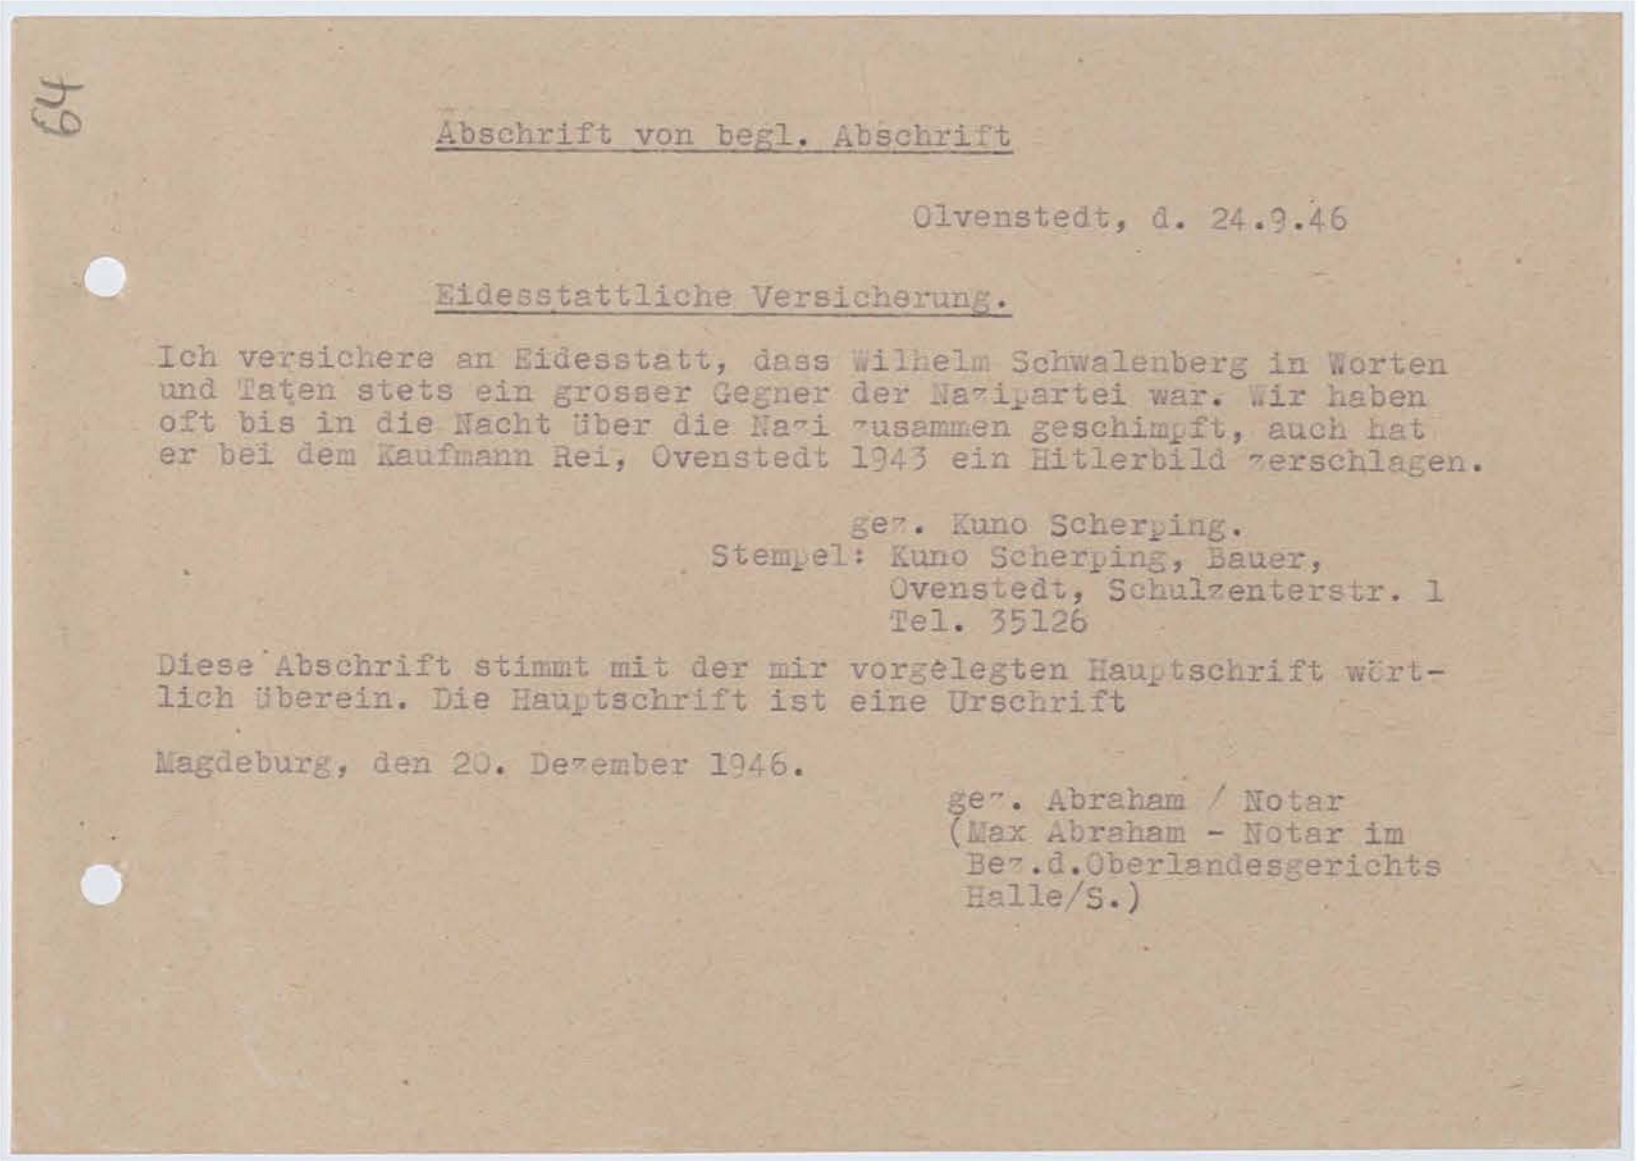 64
Abschrift von begl. Abschrift
Olvenstedt, d. 24.9.46
Eidesstattliche Versicherung.
Ich versichere an Eidesstatt, dass Wilhelm Schwalenberg in Worten
und Taten stets ein grosser Gegner der Nazipartei war. Wir haben
oft bis in die Nacht über die Nazi zusammen geschimpft, auch hat
er bei dem Kaufmann Rei, Ovenstedt 1943 ein Hitlerbild zerschlagen.
gez. Kuno Scherping.
Stempel: Kuno Scherping, Bauer,
Ovenstedt, Schulzenterstr. 1
Tel. 35126
Diese Abschrift stimmt mit der mir vorgelegten Hauptschrift wört-
lich überein. Die Hauptschrift ist eine Urschrift
Magdeburg, den 20. Dezember 1946.
gez. Abraham / Notar
(Max Abraham - Notar im
Bez.d.Oberlandesgerichts
Halle/S.)